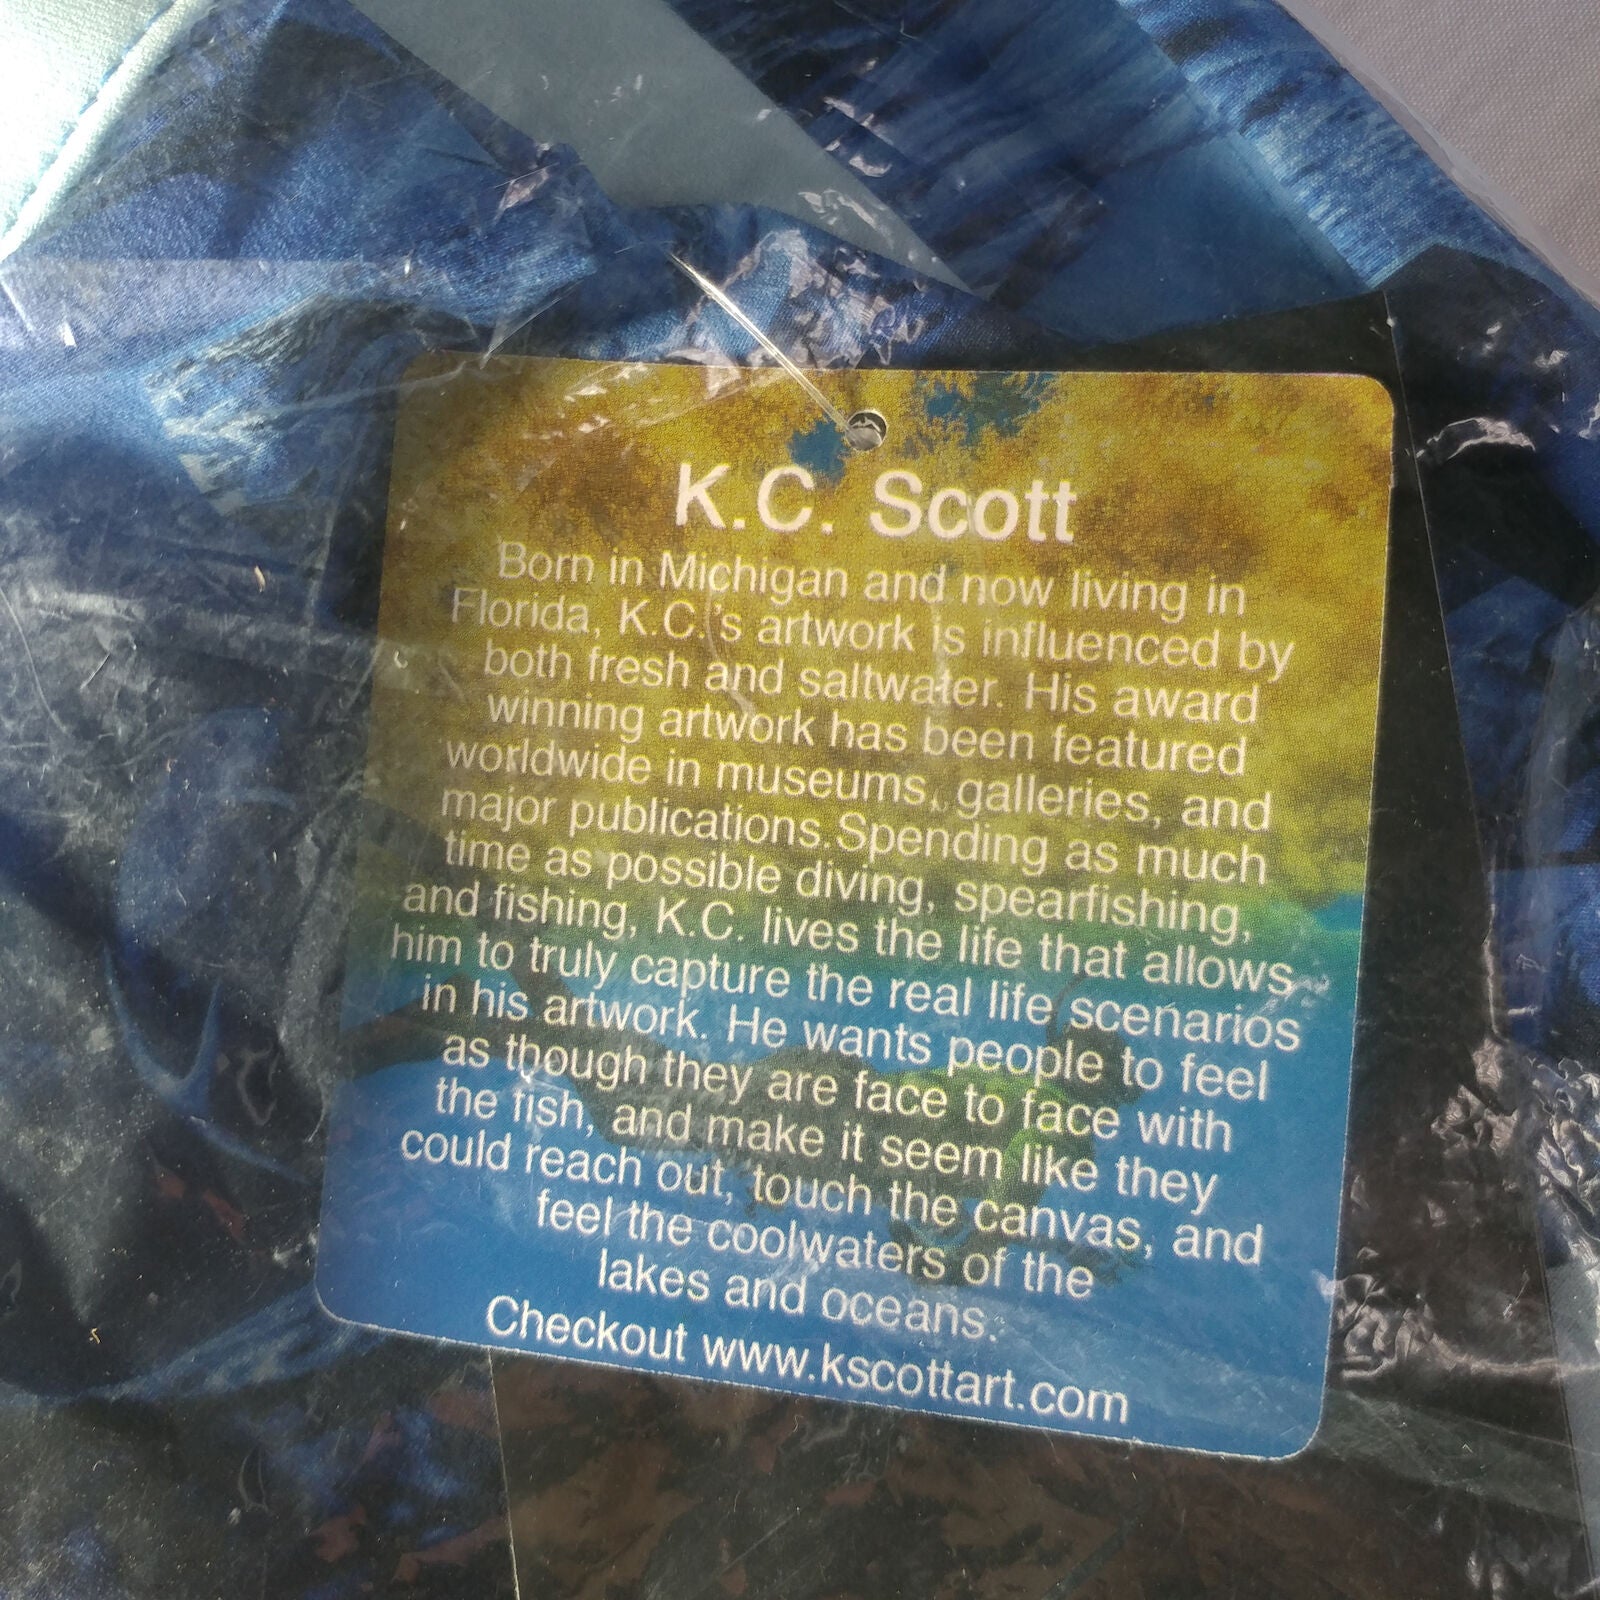 K.C. Scott
Born in Michigan and now living in
Florida, K.C.'s artwork is influenced by
both fresh and saltwater. His award
winning artwork has been featured
worldwide in museums, galleries, and
major publications.Spending as much
time as possible diving, spearfishing,
and fishing, K.C. lives the life that allows
him to truly capture the real life scenarios
in his artwork. He wants people to feel
as though they are face to face with
the fish, and make it seem like they
could reach out, touch the canvas, and
feel the coolwaters of the
lakes and oceans.
Checkout www.kscottart.com